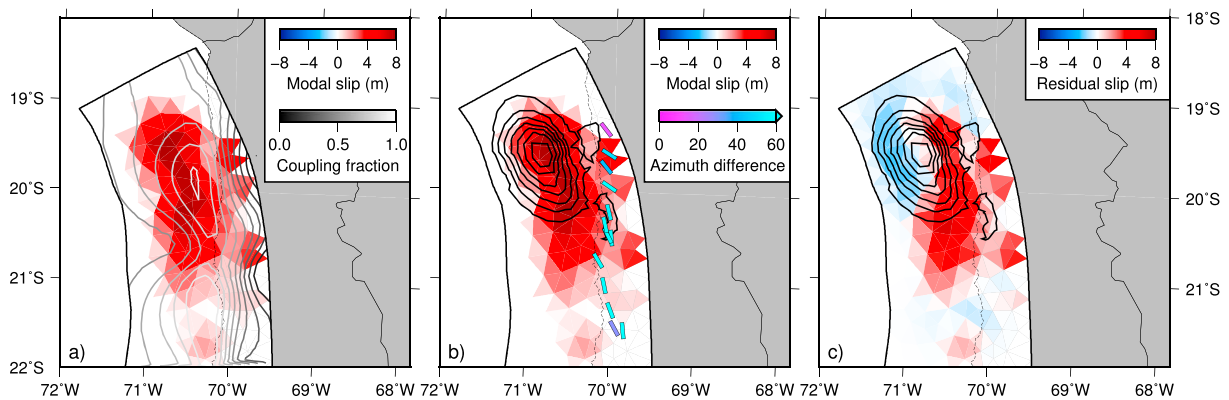 −8 −4 0 4 8
Modal slip (m)
0.0 0.5 1.0
Coupling fraction
19˚S
20˚S
21˚S
22˚S
72˚W 71˚W 70˚W 69˚W 68˚W
a)
−8 −4 0 4 8
Modal slip (m)
0 20 40 60
Azimuth difference
72˚W 71˚W 70˚W 69˚W 68˚W
b)
−8 −4 0 4 8
Residual slip (m)
18˚S
19˚S
20˚S
21˚S
72˚W 71˚W 70˚W 69˚W 68˚W
c)